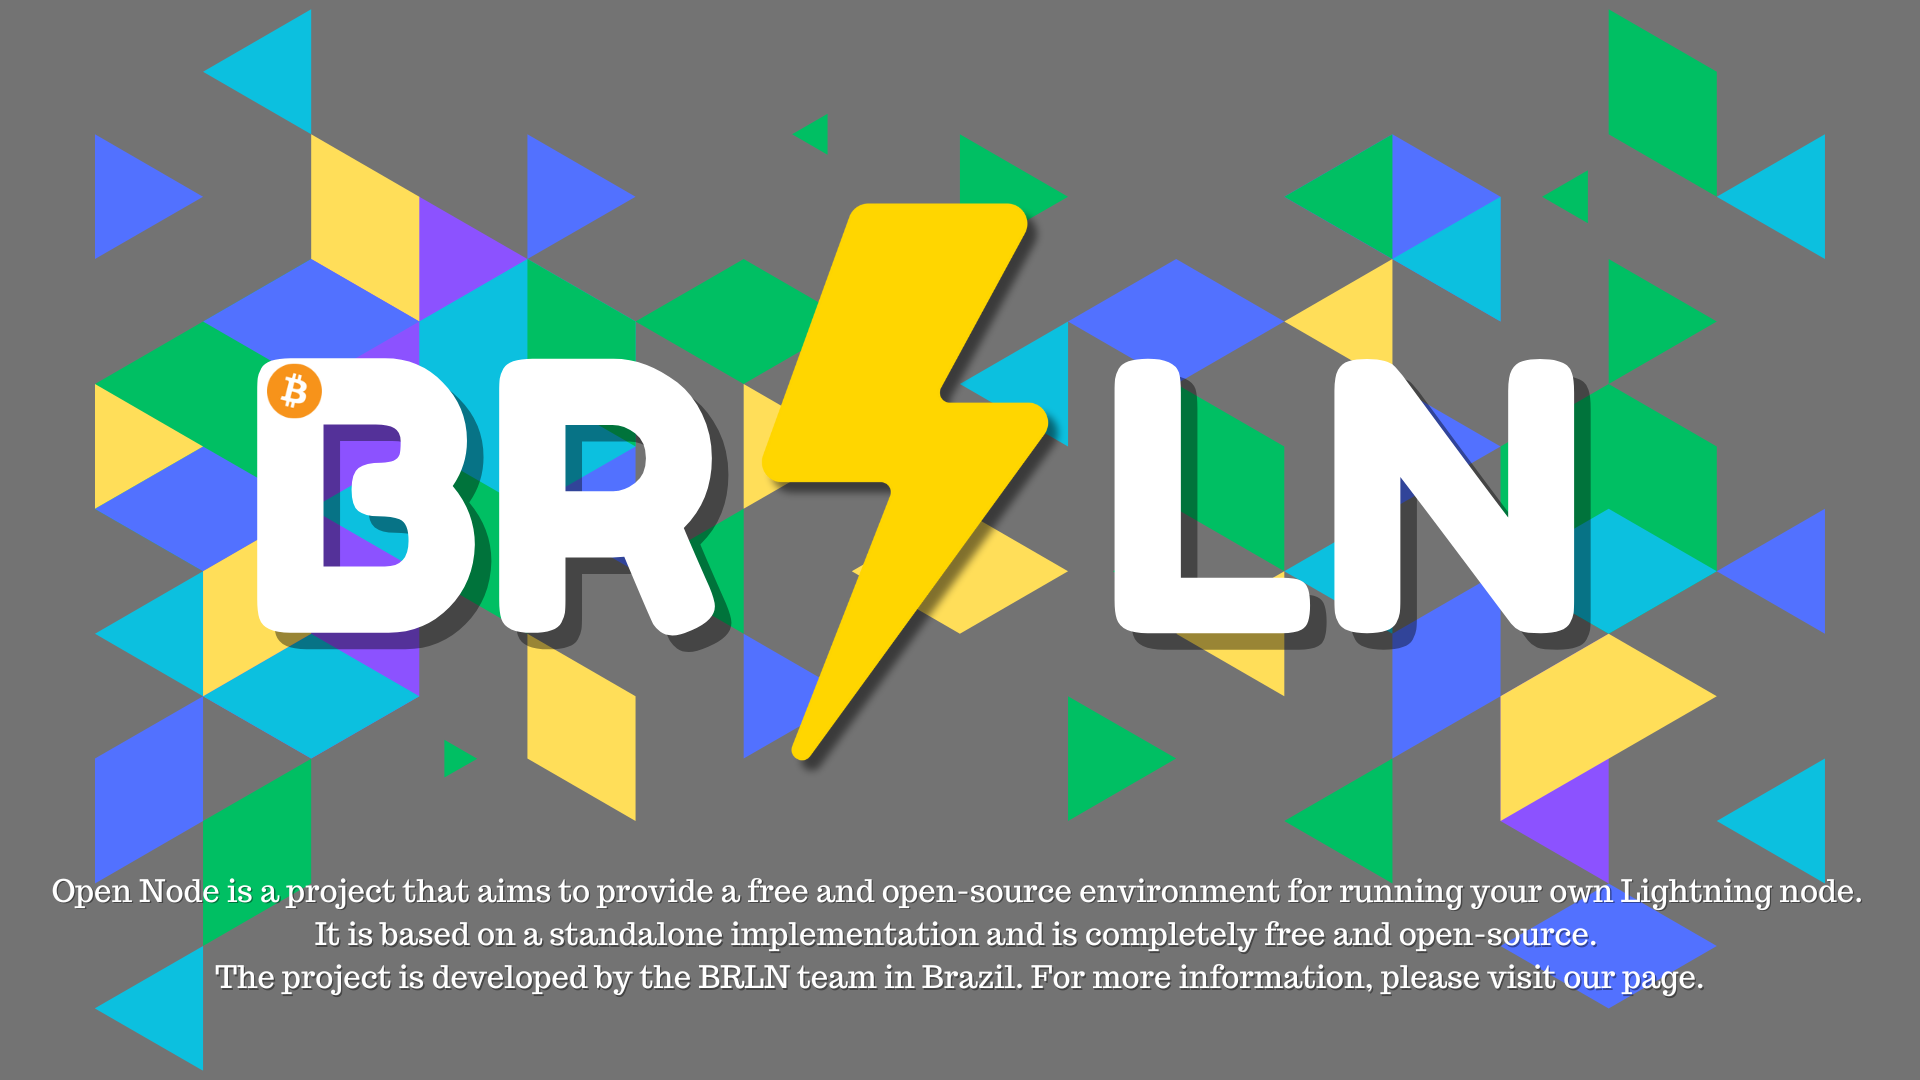 BR LN
Open Node is a project that aims to provide a free and open-source environment for running your own Lightning node.
It is based on a standalone implementation and is completely free and open-source.
The project is developed by the BRLN team in Brazil. For more information, please visit our page.